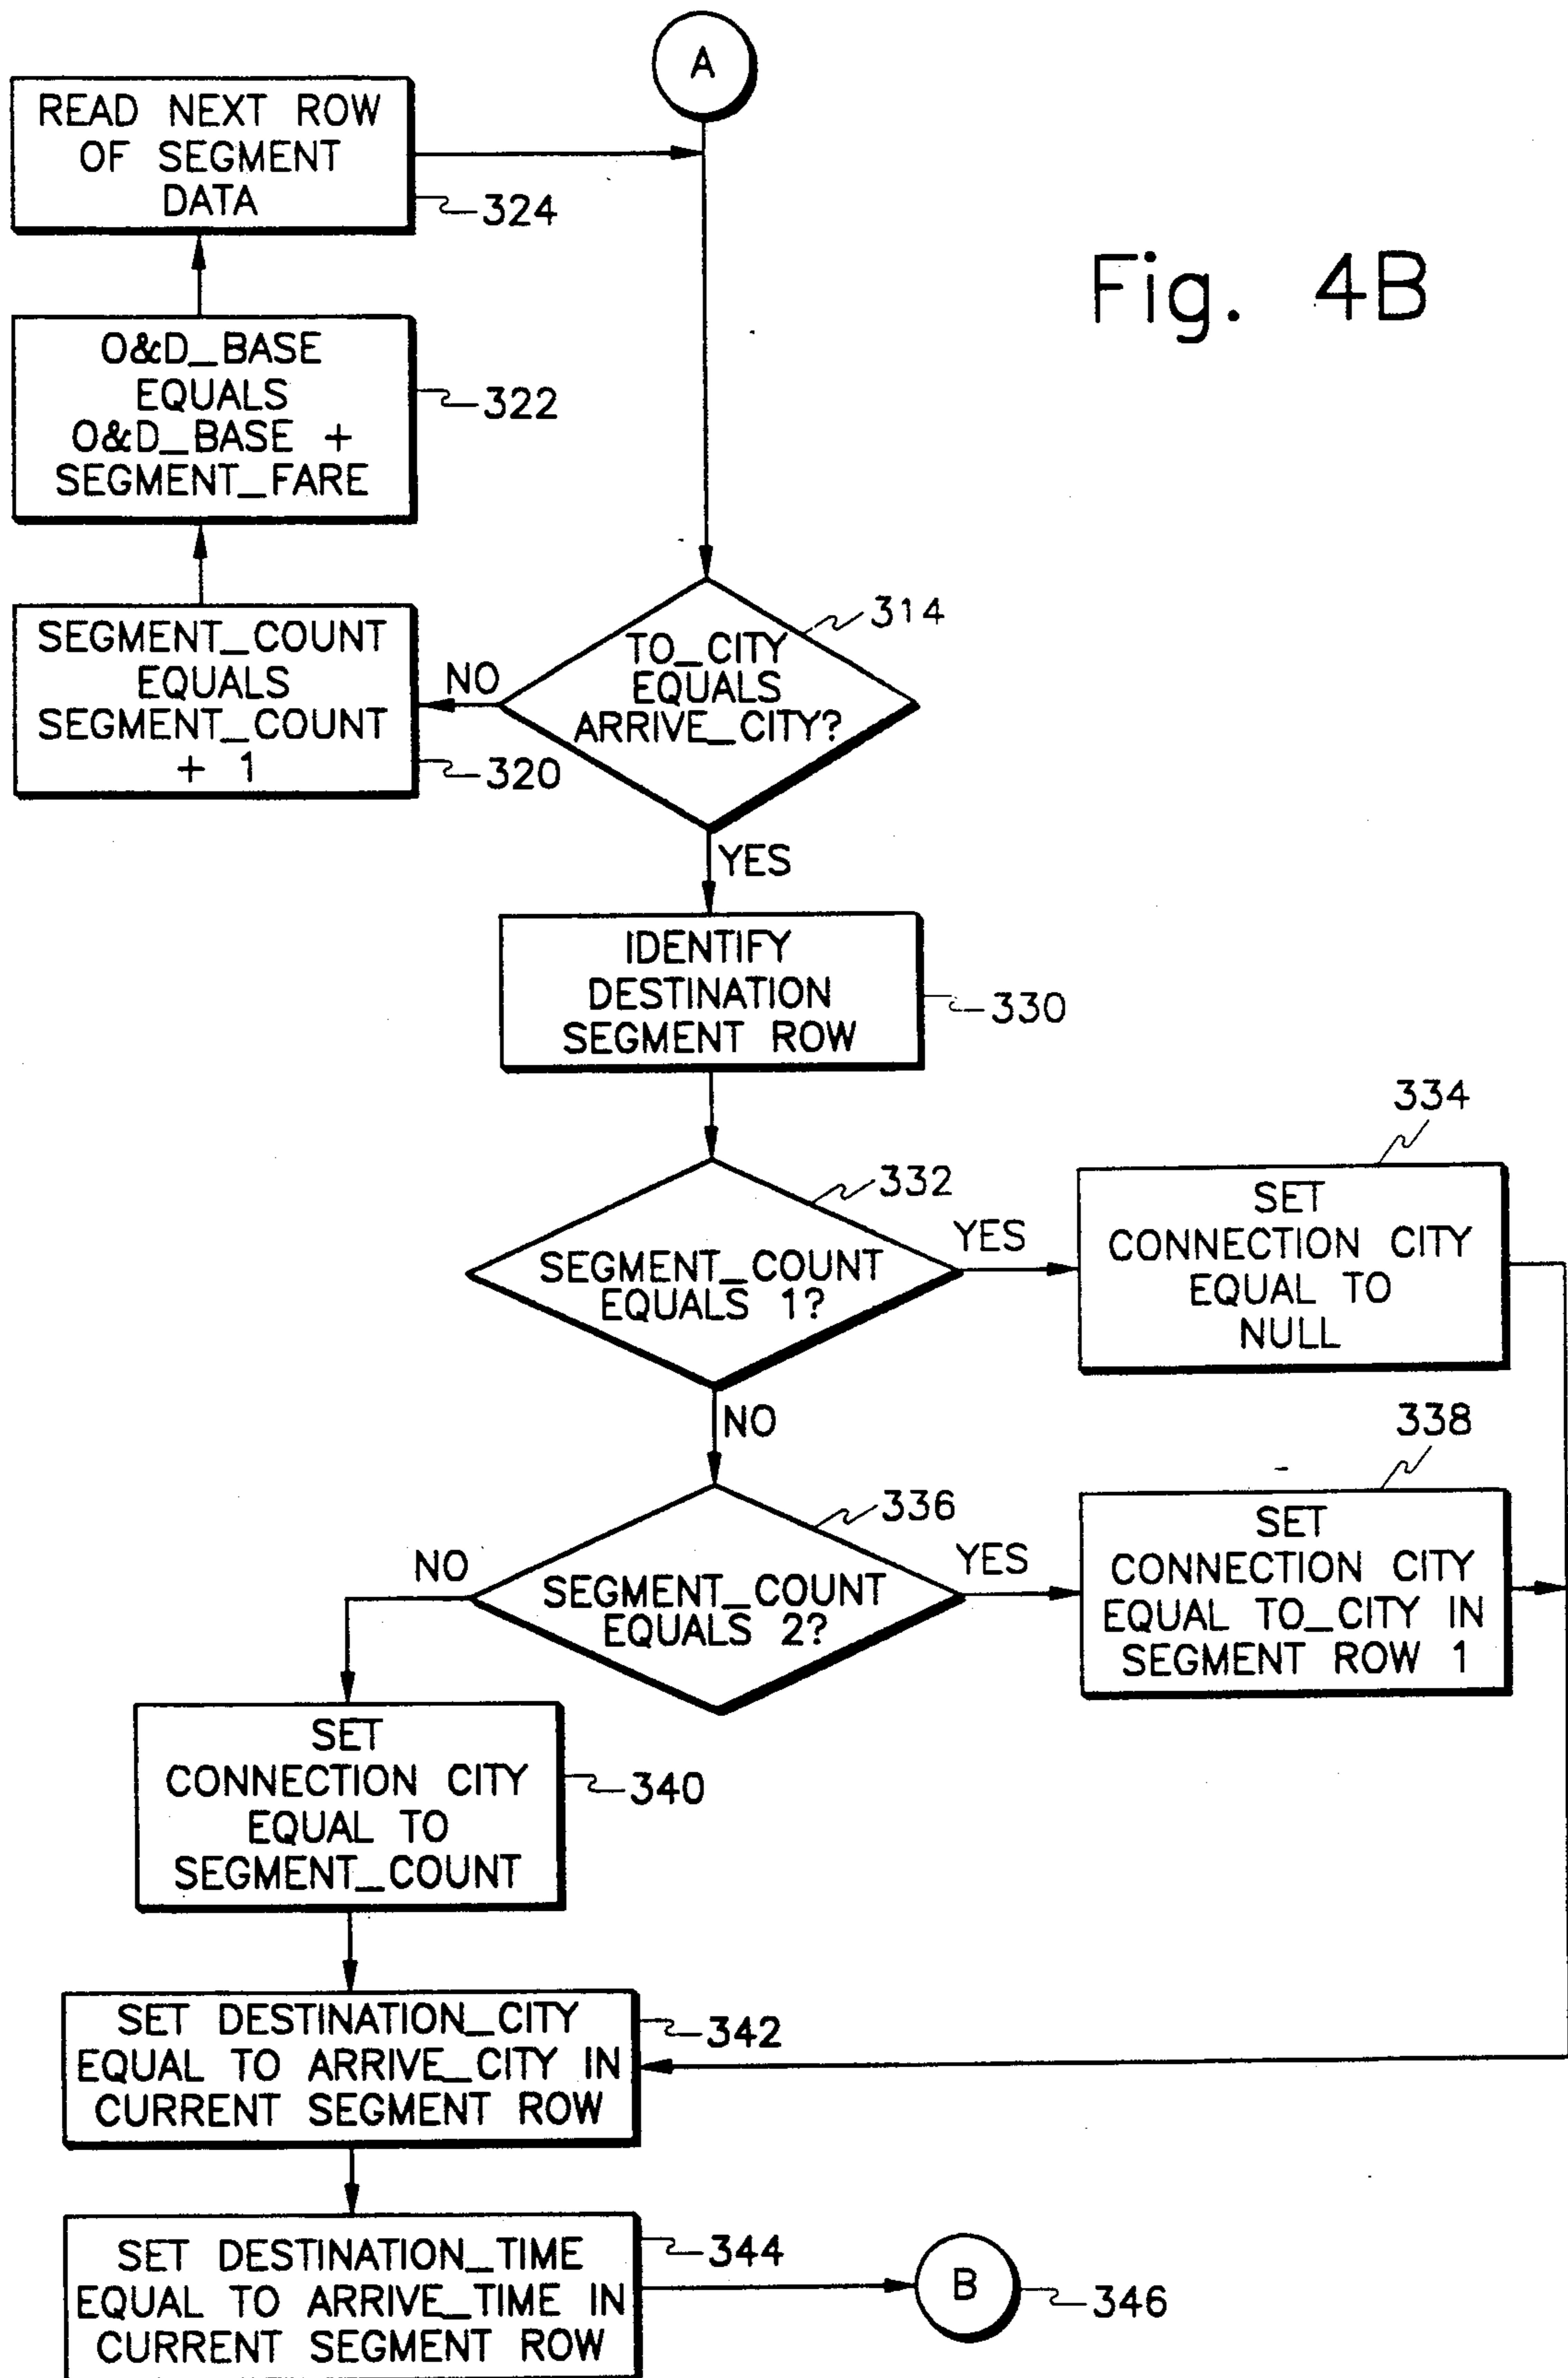 A
READ NEXT ROW
OF SEGMENT
DATA
324
Fig. 4B
O&D_BASE
EQUALS
O&D_BASE +
SEGMENT_FARE
322
SEGMENT_COUNT
EQUALS
SEGMENT_COUNT
+ 1
320
NO
TO_CITY
EQUALS
ARRIVE_CITY?
314
YES
IDENTIFY
DESTINATION
SEGMENT ROW
330
SEGMENT_COUNT
EQUALS 1?
332
YES
SET
CONNECTION CITY
EQUAL TO
NULL
334
NO
SEGMENT_COUNT
EQUALS 2?
336
YES
SET
CONNECTION CITY
EQUAL TO_CITY IN
SEGMENT ROW 1
338
NO
SET
CONNECTION CITY
EQUAL TO
SEGMENT_COUNT
340
SET DESTINATION_CITY
EQUAL TO ARRIVE_CITY IN
CURRENT SEGMENT ROW
342
SET DESTINATION_TIME
EQUAL TO ARRIVE_TIME IN
CURRENT SEGMENT ROW
344
B
346